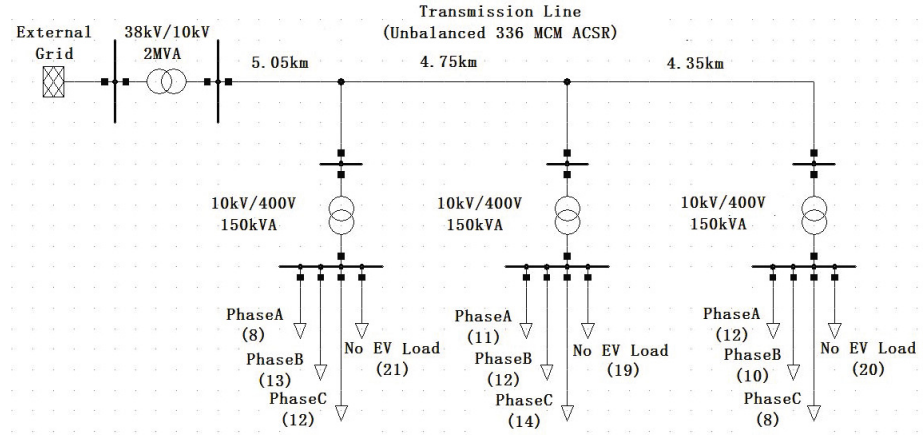 Transmission Line
(Unbalanced 336 MCM ACSR)
External
Grid
38kV/10kV
2MVA
5.05km
4.75km
4.35km
10kV/400V
150kVA
10kV/400V
150kVA
10kV/400V
150kVA
PhaseA
(8)
PhaseB
(13)
PhaseC
(12)
No EV Load
(21)
PhaseA
(11)
PhaseB
(12)
PhaseC
(14)
No EV Load
(19)
PhaseA
(12)
PhaseB
(10)
PhaseC
(8)
No EV Load
(20)